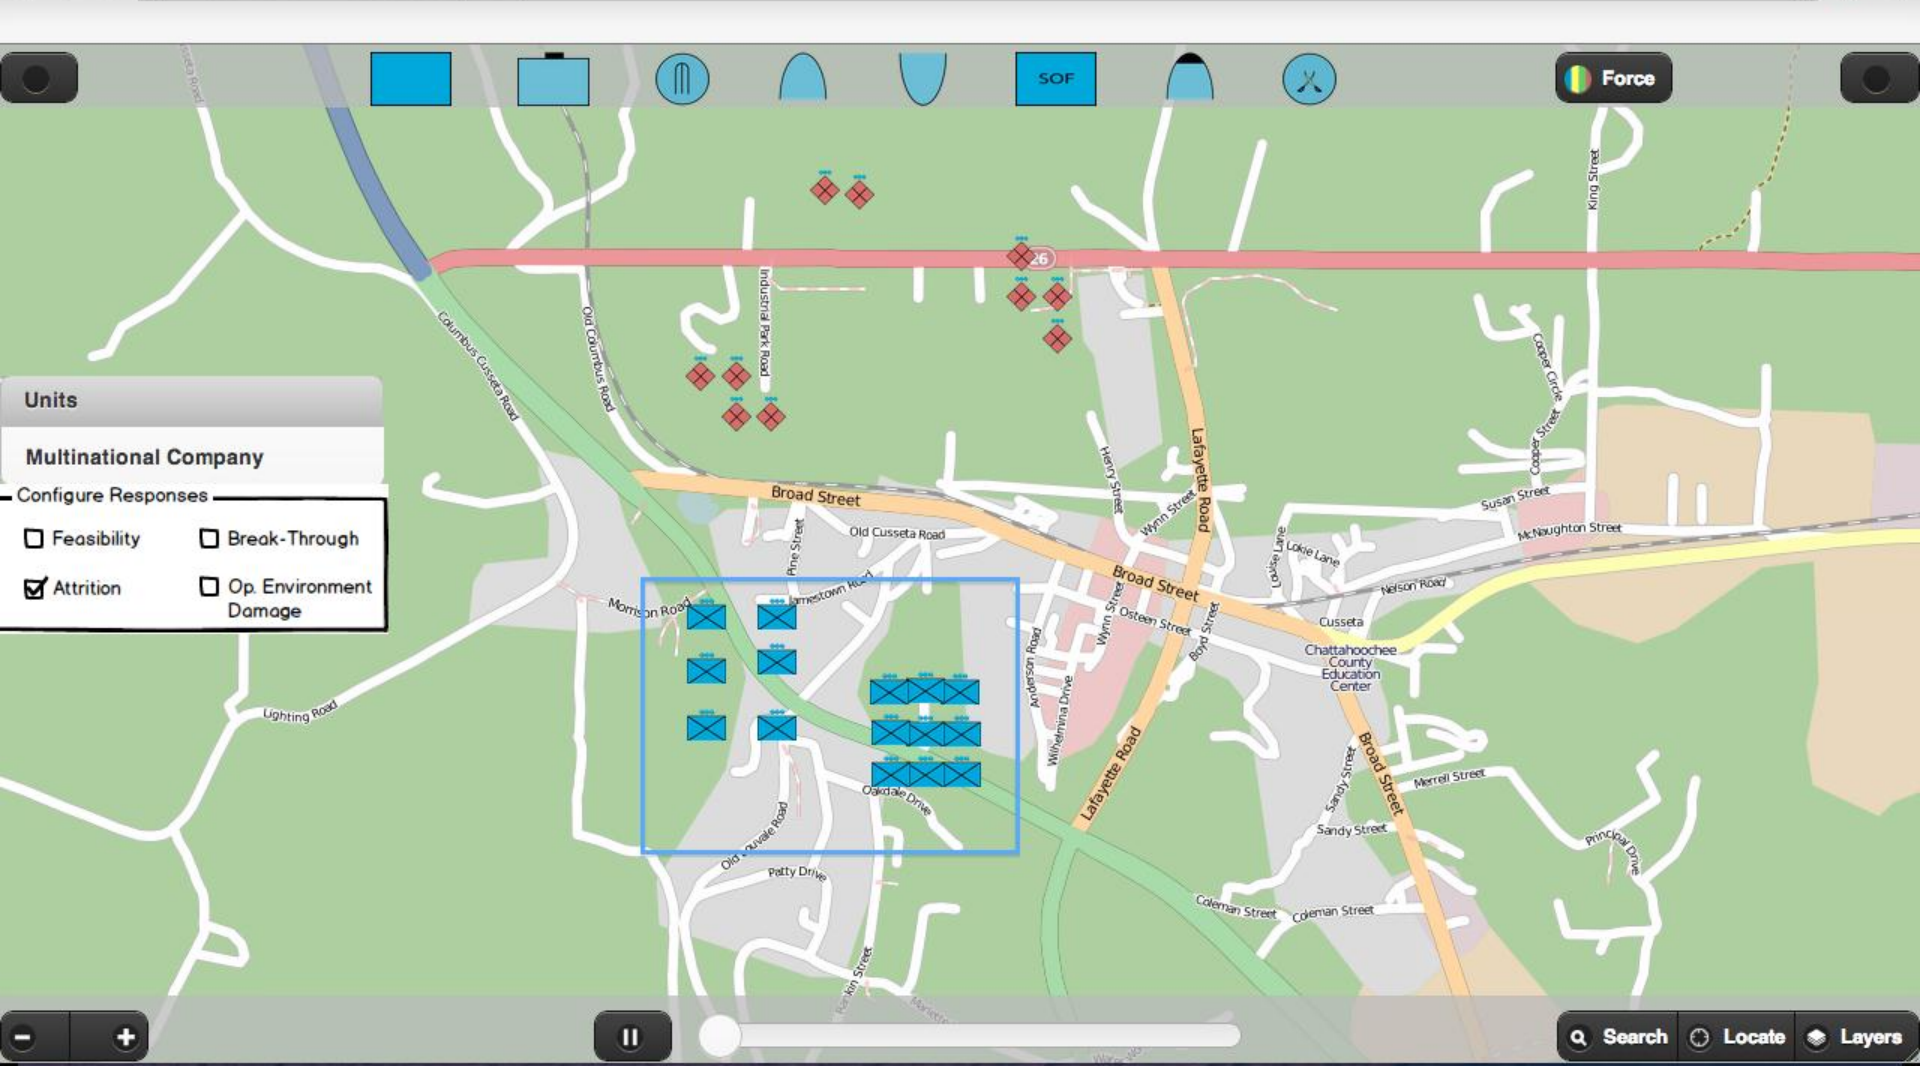 SOF
Force
usseta Road
King Street
26
Industrial Park Road
Columbus Cusseta Road
Old Columbus Road
Cooper Circle
Cooper Street
Units
Multinational Company
Configure Responses
Feasibility
Break-Through
Attrition
Op. Environment
Damage
Lafayette Road
Henry Street
Wynn Street
Broad Street
Old Cusseta Road
Pine Street
Susan Street
McNaughton Street
Louise Lane
Lokie Lane
Nelson Road
Broad Street
Jamestown Road
Morrison Road
Wynn Street
Osteen Street
Boyd Street
Cusseta
Chattahoochee
County
Education
Center
Anderson Road
Wilhelmina Drive
Lighting Road
Lafayette Road
Broad Street
Sandy Street
Merrell Street
Oakdale Drive
Old Louvale Road
Sandy Street
Principal Drive
Patty Drive
Coleman Street
Coleman Street
Rankin Street
Search
Locate
Layers